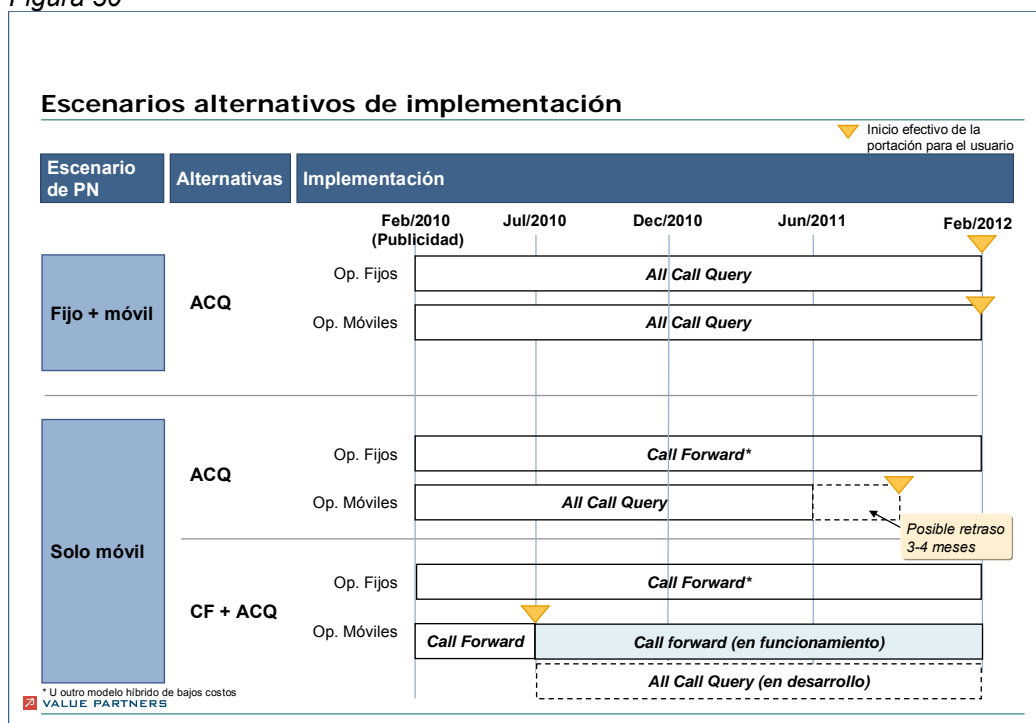 Figura 30
Escenarios alternativos de implementación
Inicio efectivo de la
portación para el usuario
Escenario
de PN
Alternativas
Implementación
Feb/2010
(Publicidad)
Jul/2010
Dec/2010
Jun/2011
Feb/2012
Fijo + móvil
ACQ
Op. Fijos
All Call Query
Op. Móviles
All Call Query
Solo móvil
ACQ
Op. Fijos
Call Forward*
Op. Móviles
All Call Query
Posible retraso
3-4 meses
CF + ACQ
Op. Fijos
Call Forward*
Op. Móviles
Call Forward
Call forward (en funcionamiento)
All Call Query (en desarrollo)
* U outro modelo híbrido de bajos costos
VALUE PARTNERS